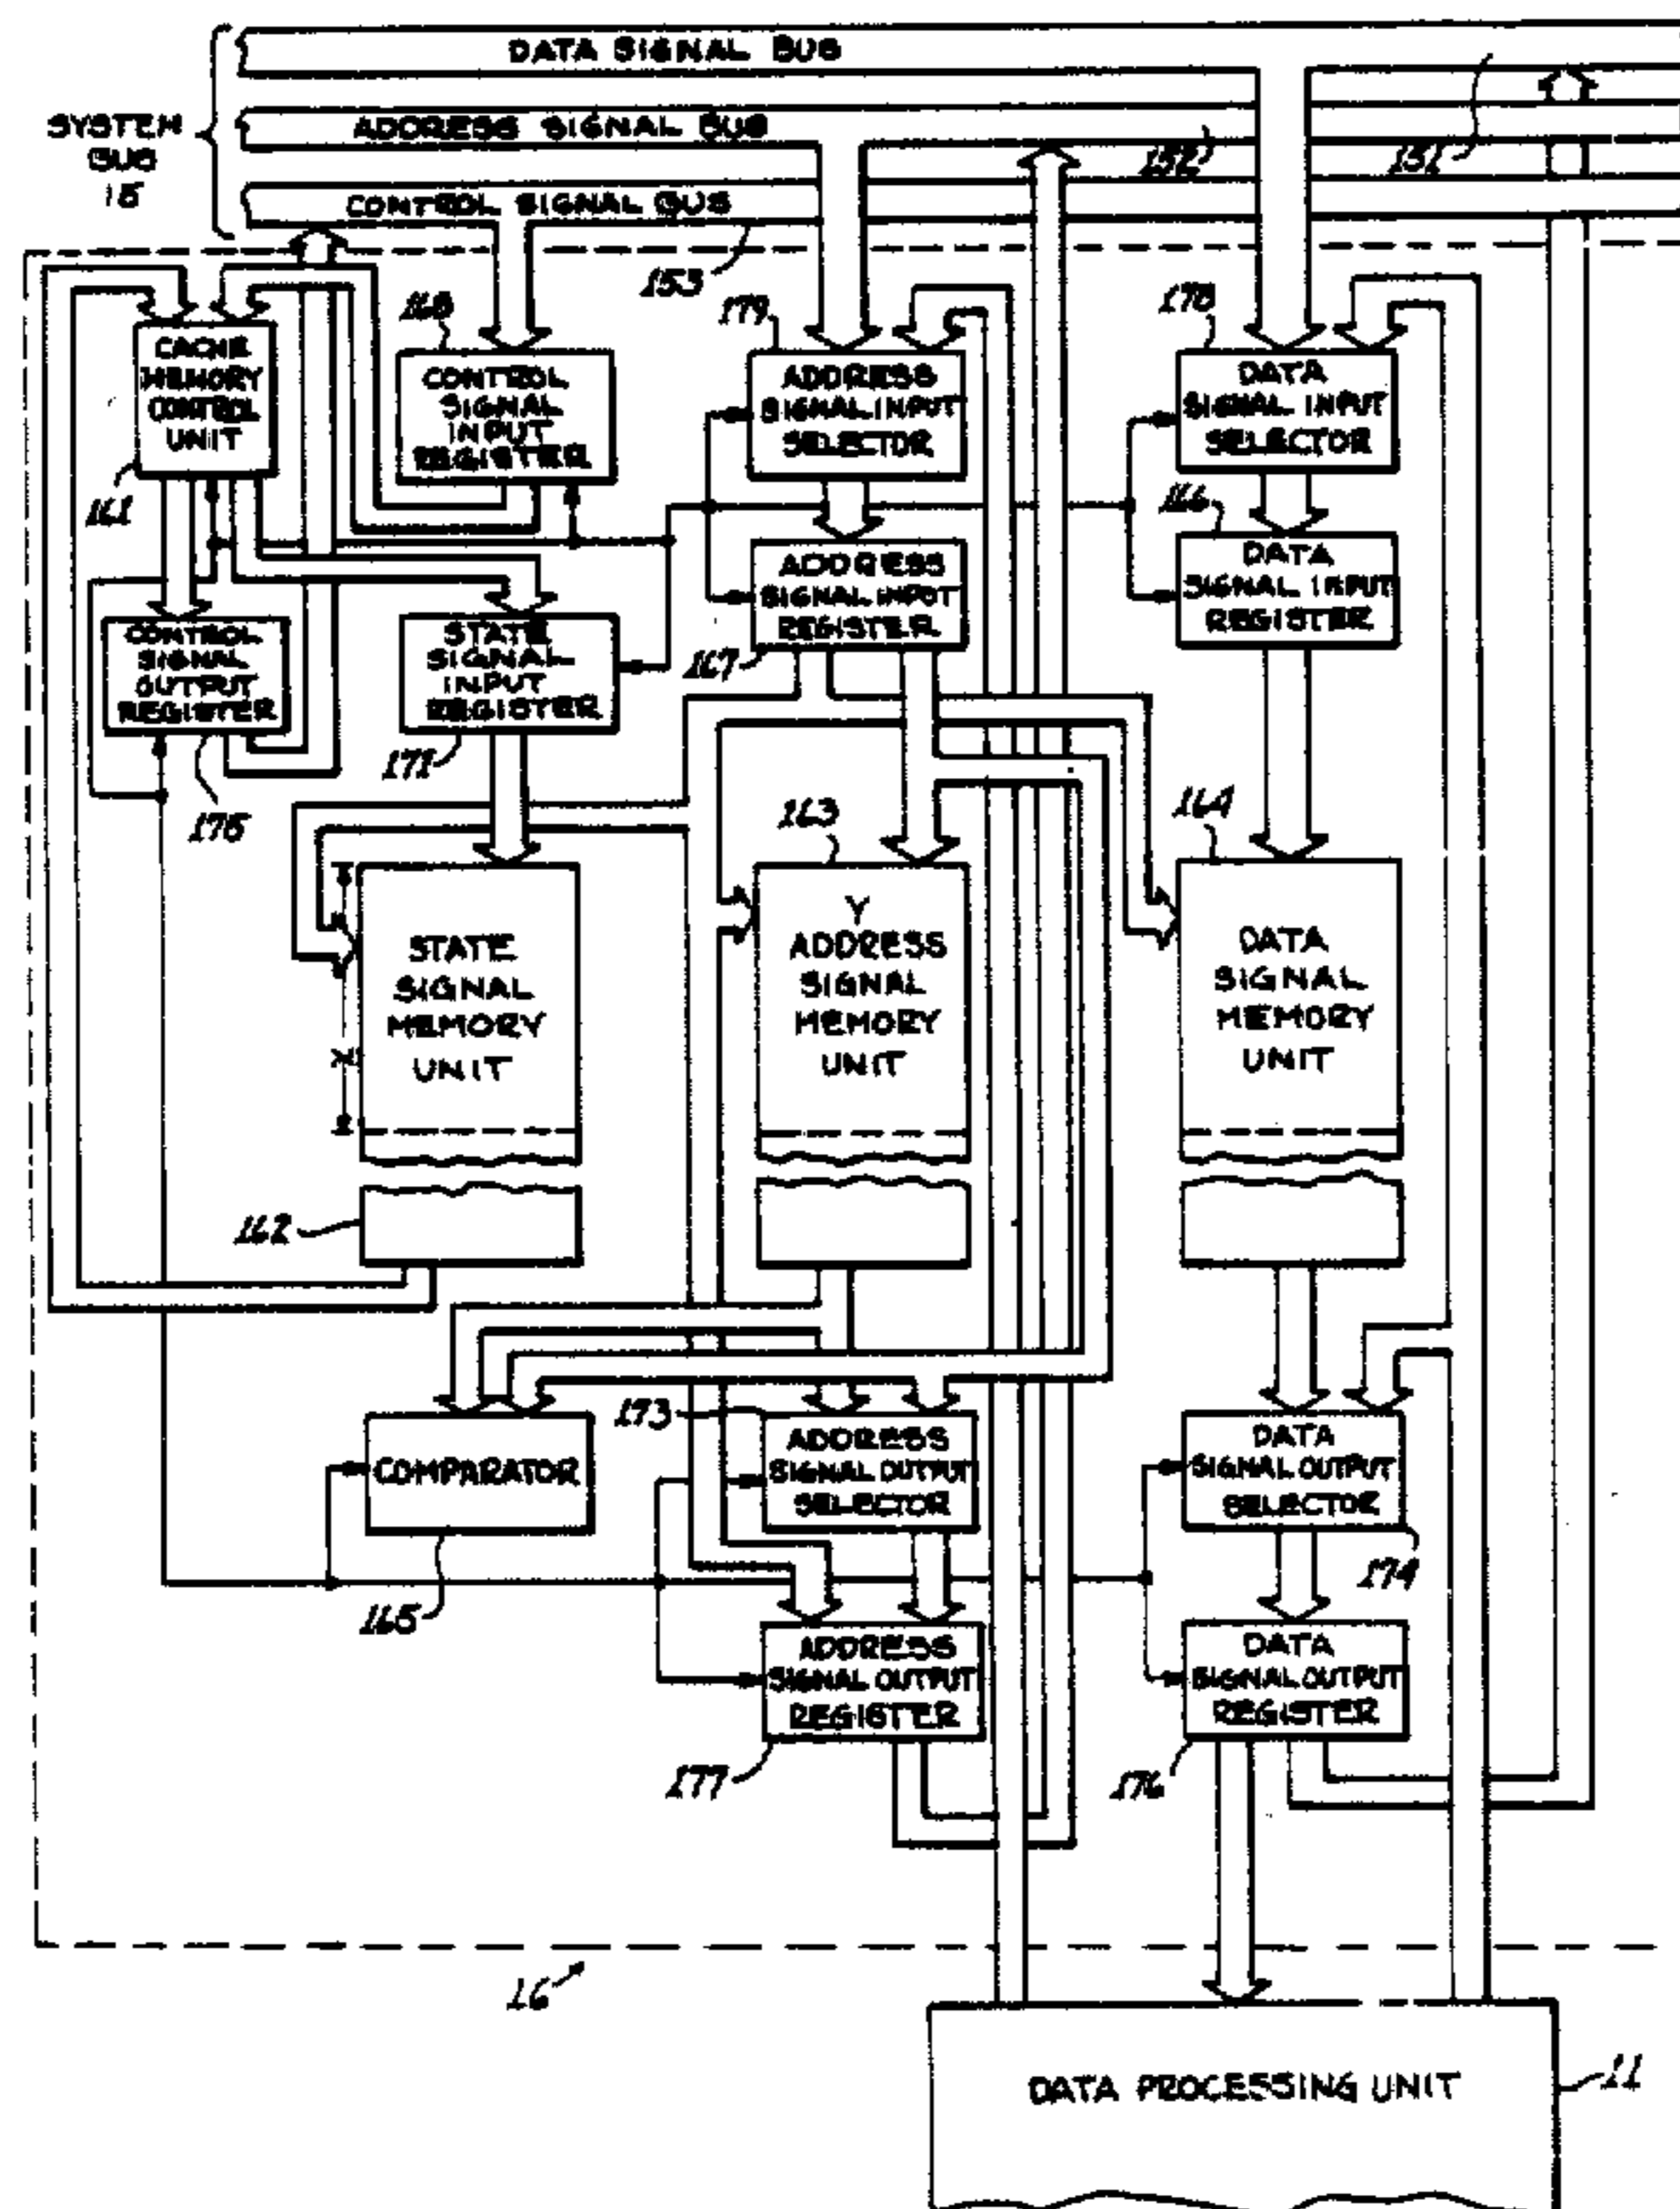 DATA SIGNAL BUS
SYSTEM
BUS
15
ADDRESS SIGNAL BUS
152
151
CONTROL SIGNAL BUS
153
168
179
178
CACHE
MEMORY
CONTROL
UNIT
161
CONTROL
SIGNAL
INPUT
REGISTER
ADDRESS
SIGNAL INPUT
SELECTOR
DATA
SIGNAL INPUT
SELECTOR
166
ADDRESS
SIGNAL INPUT
REGISTER
167
DATA
SIGNAL INPUT
REGISTER
CONTROL
SIGNAL
OUTPUT
REGISTER
175
STATE
SIGNAL
INPUT
REGISTER
171
163
164
STATE
SIGNAL
MEMORY
UNIT
162
Y
ADDRESS
SIGNAL
MEMORY
UNIT
DATA
SIGNAL
MEMORY
UNIT
173
COMPARATOR
165
ADDRESS
SIGNAL OUTPUT
SELECTOR
DATA
SIGNAL OUTPUT
SELECTOR
174
ADDRESS
SIGNAL OUTPUT
REGISTER
177
DATA
SIGNAL OUTPUT
REGISTER
176
16
DATA PROCESSING UNIT
11